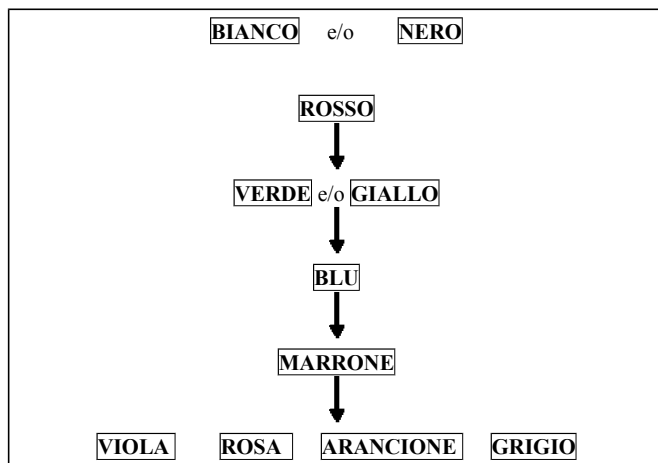 BIANCO e/o NERO
ROSSO
VERDE e/o GIALLO
BLU
MARRONE
VIOLA ROSA ARANCIONE GRIGIO